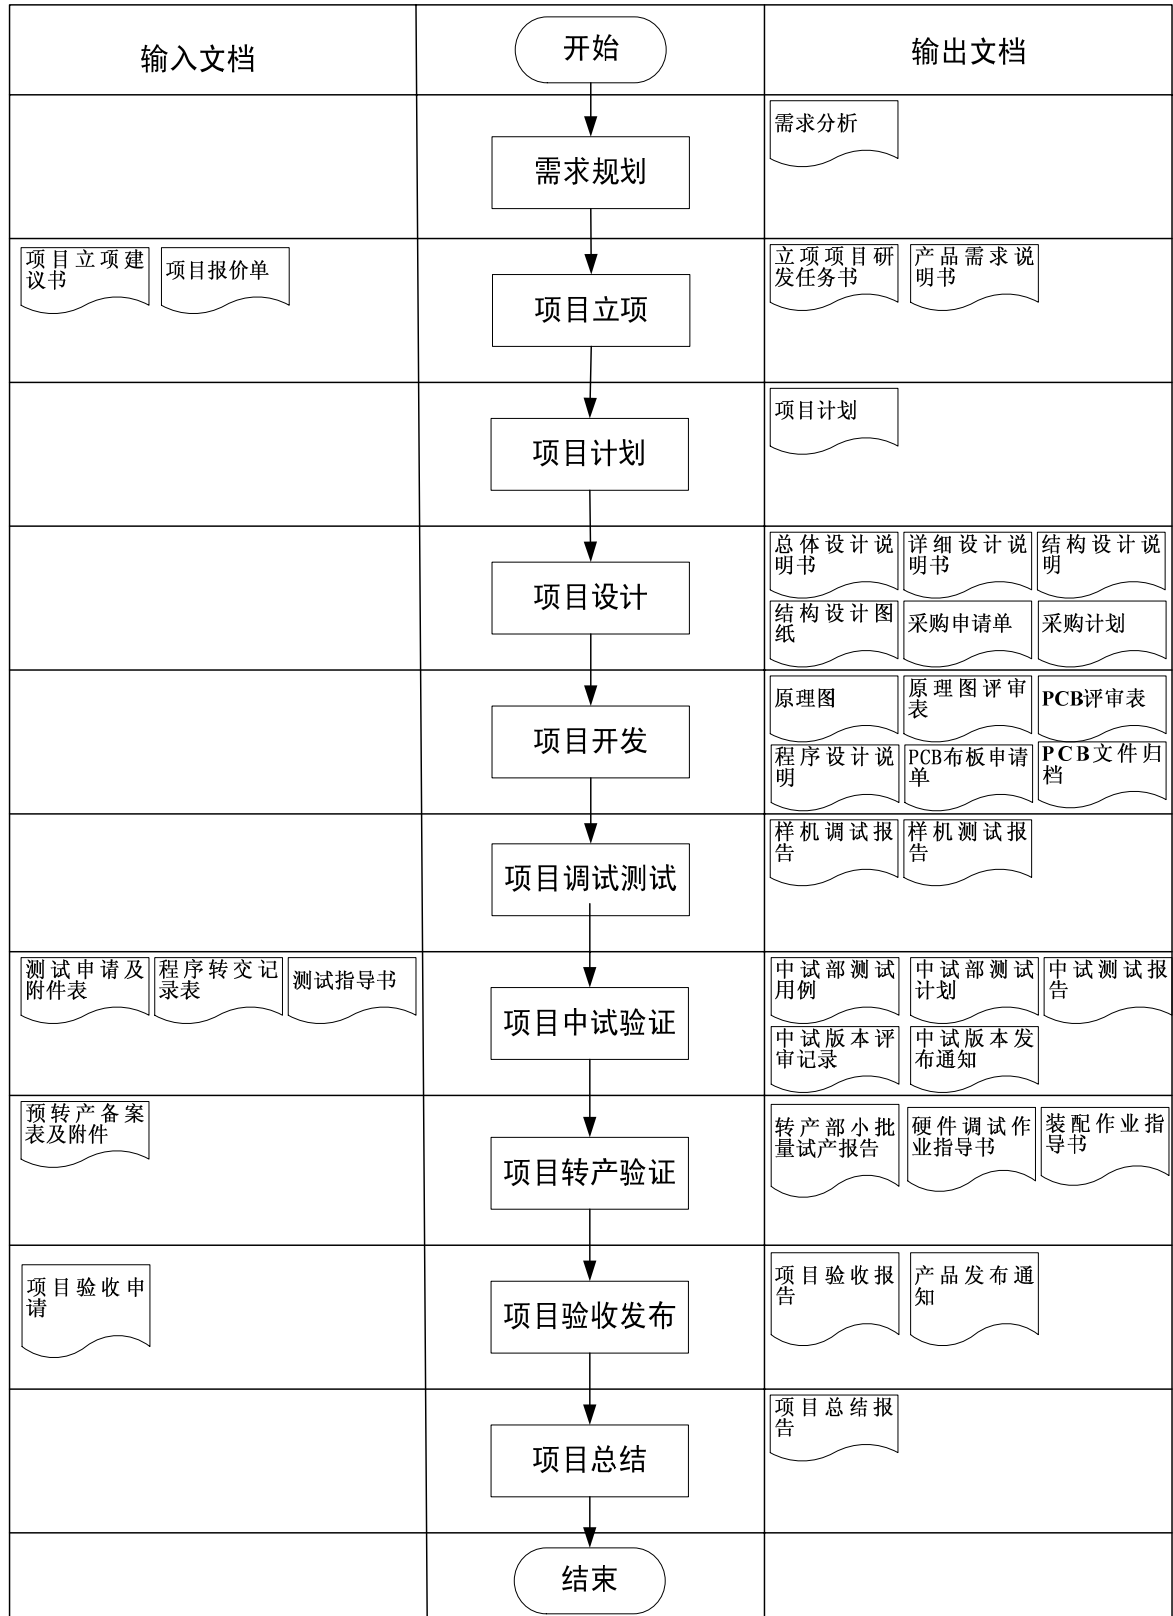 输入文档
开始
输出文档
需求规划
需求分析
项目立项建
议书
项目报价单
项目立项
立项项目研
发任务书
产品需求说
明书
项目计划
项目计划
项目设计
总体设计说
明书
详细设计说
明书
结构设计说
明
结构设计图
纸
采购申请单
采购计划
项目开发
原理图
原理图评审
表
PCB评审表
程序设计说
明
PCB布板申请
单
PCB文件归
档
项目调试测试
样机调试报
告
样机测试报
告
测试申请及
附件表
程序转交记
录表
测试指导书
项目中试验证
中试部测试
用例
中试部测试
计划
中试测试报
告
中试版本评
审记录
中试版本发
布通知
预转产备案
表及附件
项目转产验证
转产部小批
量试产报告
硬件调试作
业指导书
装配作业指
导书
项目验收申
请
项目验收发布
项目验收报
告
产品发布通
知
项目总结
项目总结报
告
结束